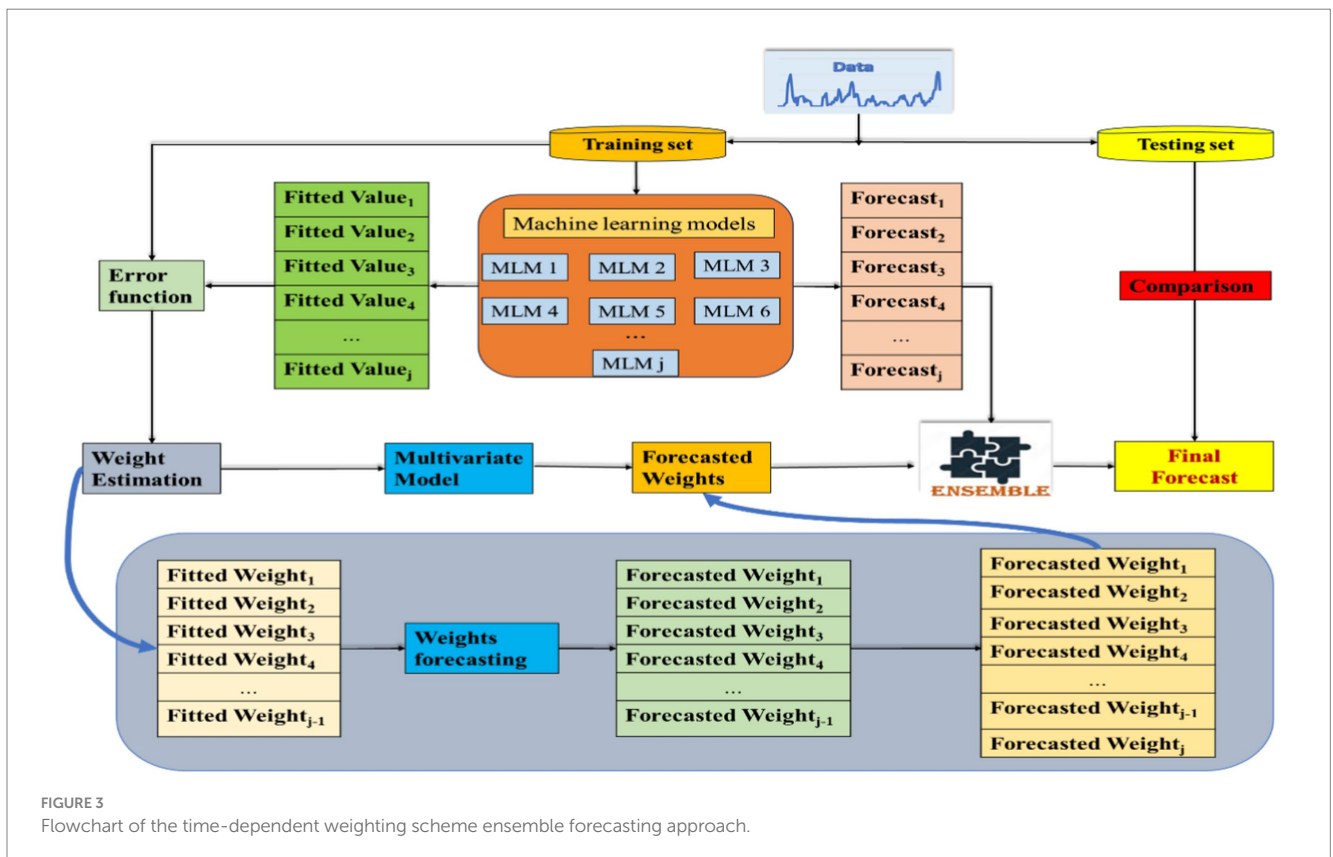 Data
Training set
Testing set
Fitted Value1
Fitted Value2
Fitted Value3
Fitted Value4
...
Fitted Valuej
Machine learning models
MLM 1
MLM 2
MLM 3
MLM 4
MLM 5
MLM 6
...
MLM j
Forecast1
Forecast2
Forecast3
Forecast4
...
Forecastj
Error
function
Comparison
Weight
Estimation
Multivariate
Model
Forecasted
Weights
ENSEMBLE
Final
Forecast
Fitted Weight1
Fitted Weight2
Fitted Weight3
Fitted Weight4
...
Fitted Weightj-1
Weights
forecasting
Forecasted Weight1
Forecasted Weight2
Forecasted Weight3
Forecasted Weight4
...
Forecasted Weightj-1
Forecasted Weight1
Forecasted Weight2
Forecasted Weight3
Forecasted Weight4
...
Forecasted Weightj-1
Forecasted Weightj
FIGURE 3
Flowchart of the time-dependent weighting scheme ensemble forecasting approach.